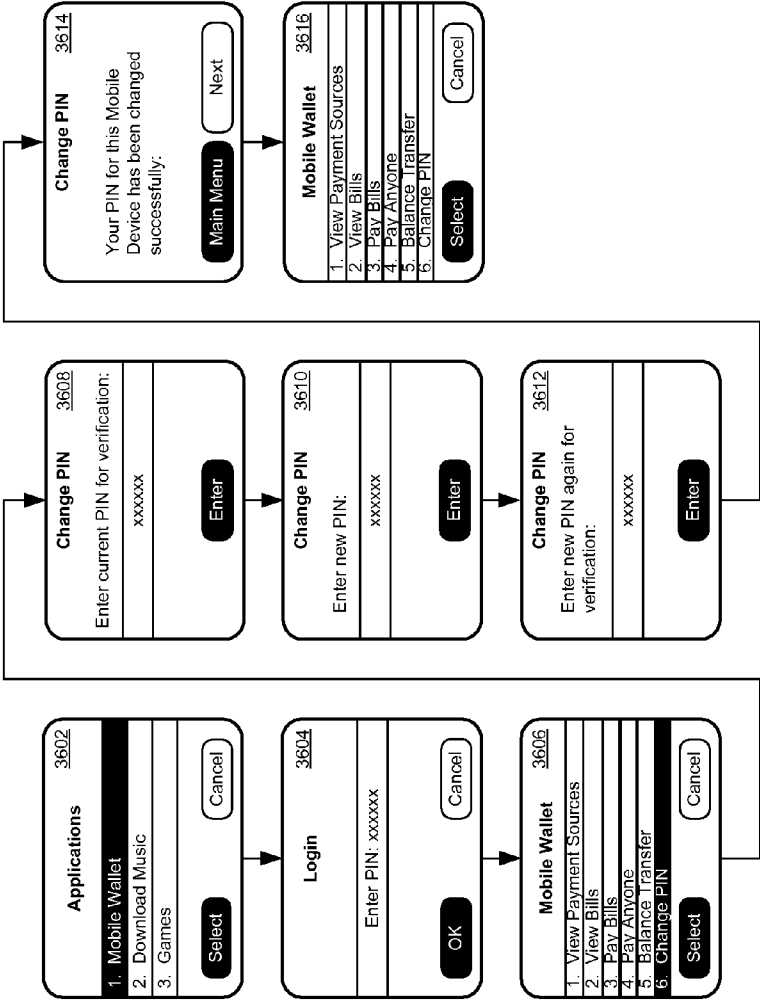 3602
Applications
1. Mobile Wallet
2. Download Music
3. Games
Select
Cancel
3604
Login
Enter PIN: xxxxxx
OK
Cancel
3606
Mobile Wallet
1. View Payment Sources
2. View Bills
3. Pay Bills
4. Pay Anyone
5. Balance Transfer
6. Change PIN
Select
Cancel
3608
Change PIN
Enter current PIN for verification:
xxxxxx
Enter
3610
Change PIN
Enter new PIN:
xxxxxx
Enter
3612
Change PIN
Enter new PIN again for
verification:
xxxxxx
Enter
3614
Change PIN
Your PIN for this Mobile
Device has been changed
successfully:
Main Menu
Next
3616
Mobile Wallet
1. View Payment Sources
2. View Bills
3. Pay Bills
4. Pay Anyone
5. Balance Transfer
6. Change PIN
Select
Cancel